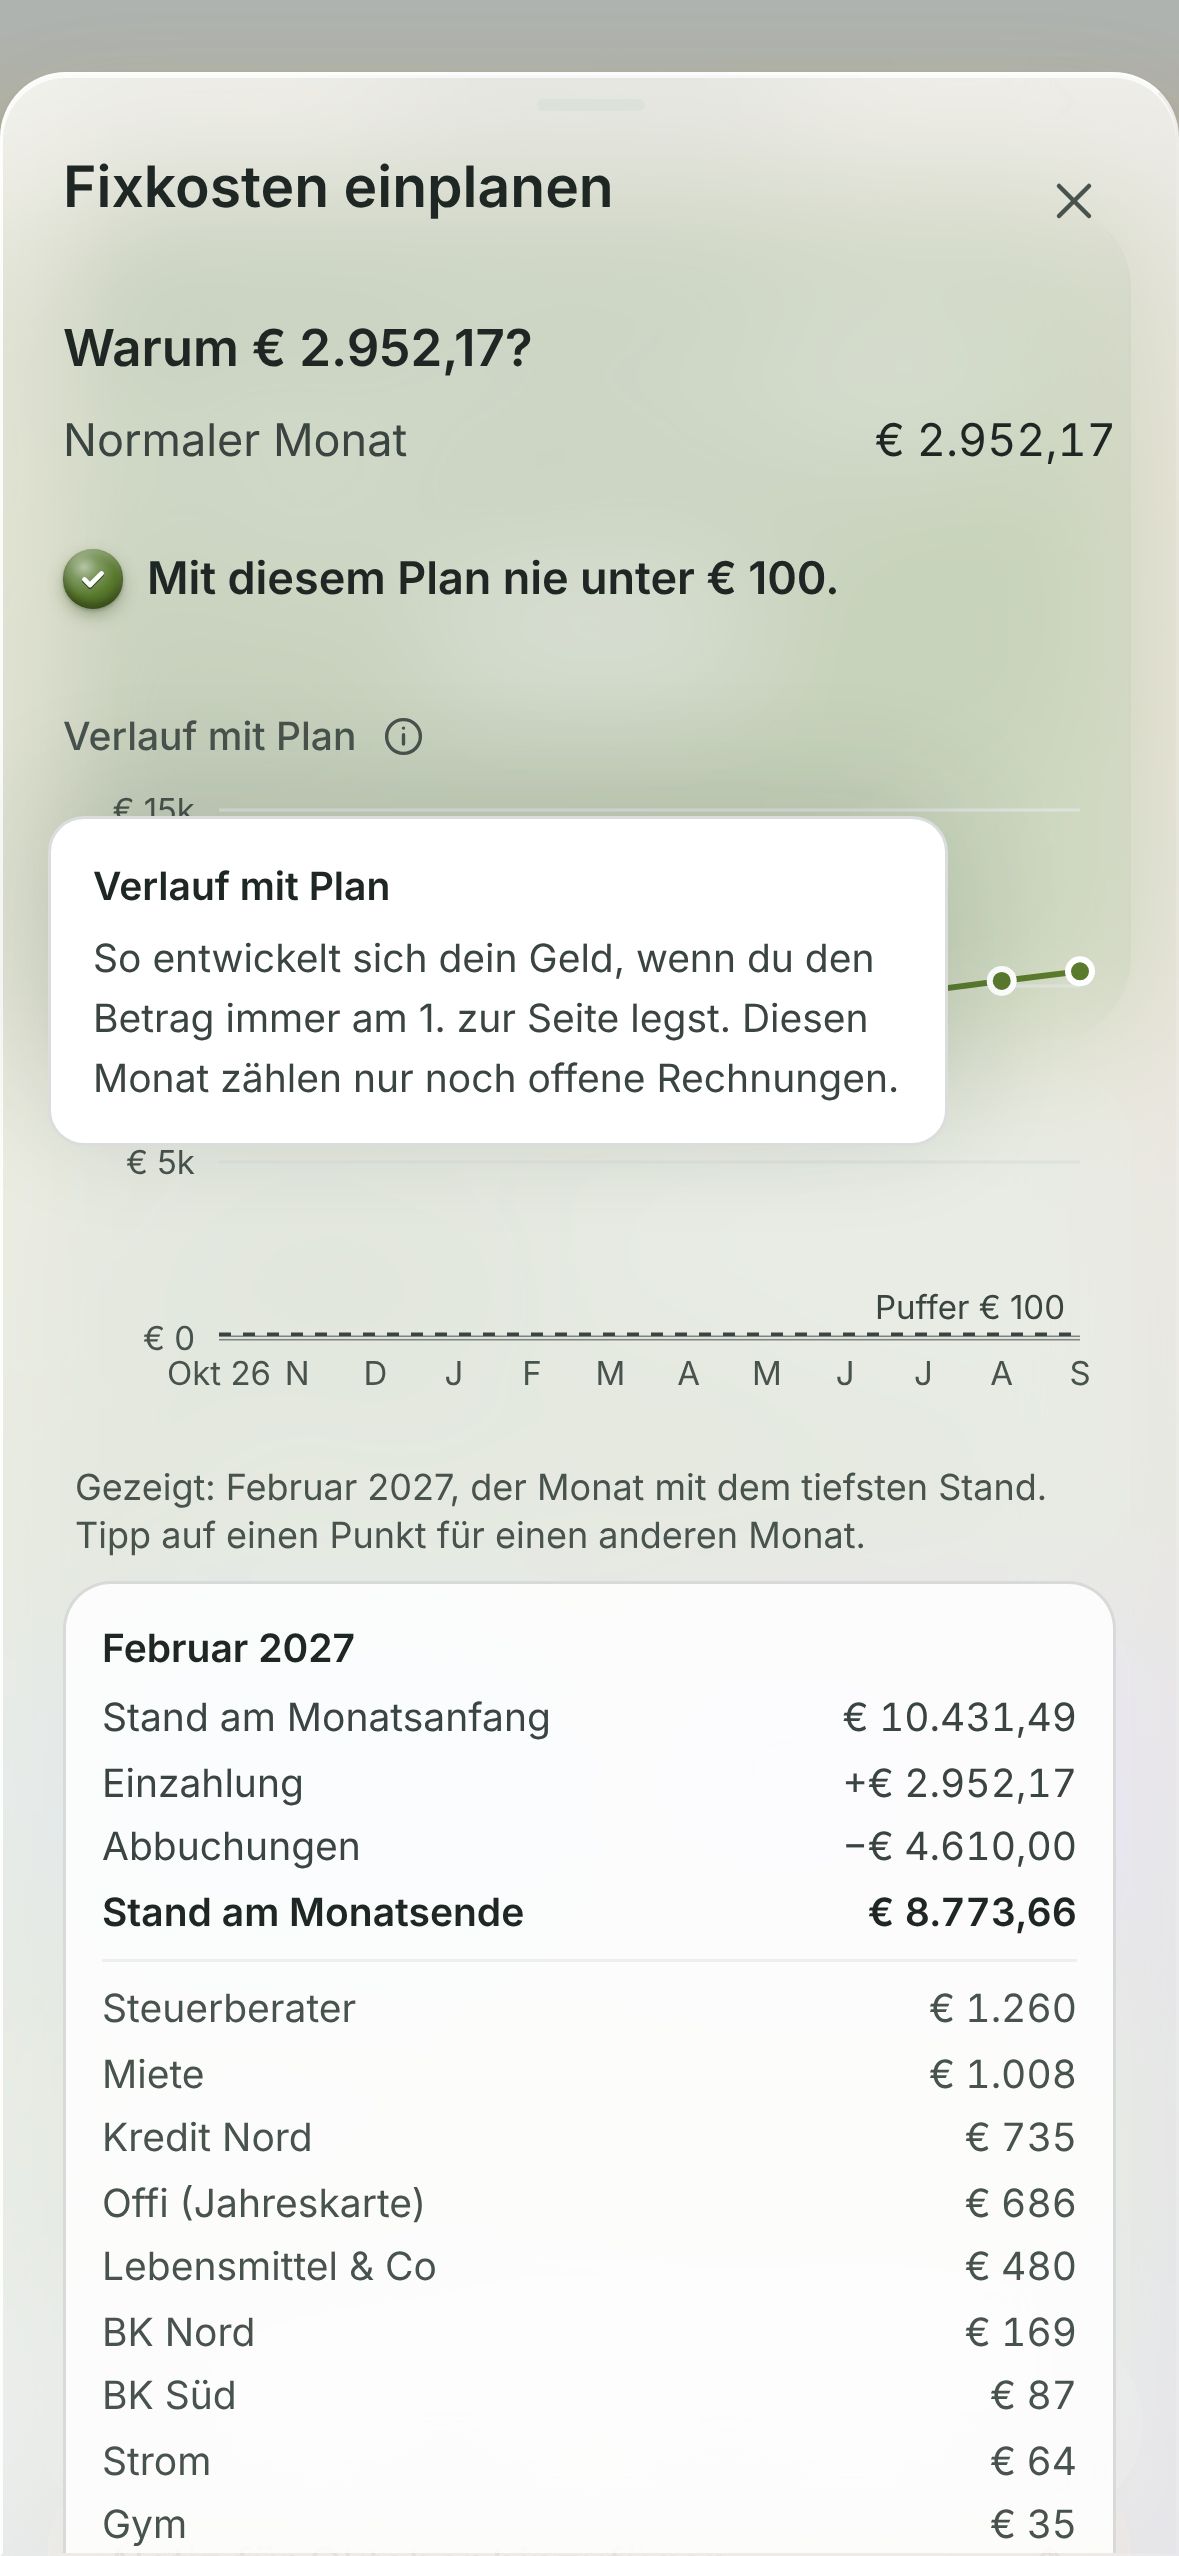 Fixkosten einplanen
Warum € 2.952,17?
Normaler Monat € 2.952,17
Mit diesem Plan nie unter € 100.
Verlauf mit Plan
€ 15k
Verlauf mit Plan
So entwickelt sich dein Geld, wenn du den
Betrag immer am 1. zur Seite legst. Diesen
Monat zählen nur noch offene Rechnungen.
€ 5k
Puffer € 100
€ 0
Okt 26 N D J F M A M J J A S
Gezeigt: Februar 2027, der Monat mit dem tiefsten Stand.
Tipp auf einen Punkt für einen anderen Monat.
Februar 2027
Stand am Monatsanfang € 10.431,49
Einzahlung +€ 2.952,17
Abbuchungen −€ 4.610,00
Stand am Monatsende € 8.773,66
Steuerberater € 1.260
Miete € 1.008
Kredit Nord € 735
Offi (Jahreskarte) € 686
Lebensmittel & Co € 480
BK Nord € 169
BK Süd € 87
Strom € 64
Gym € 35